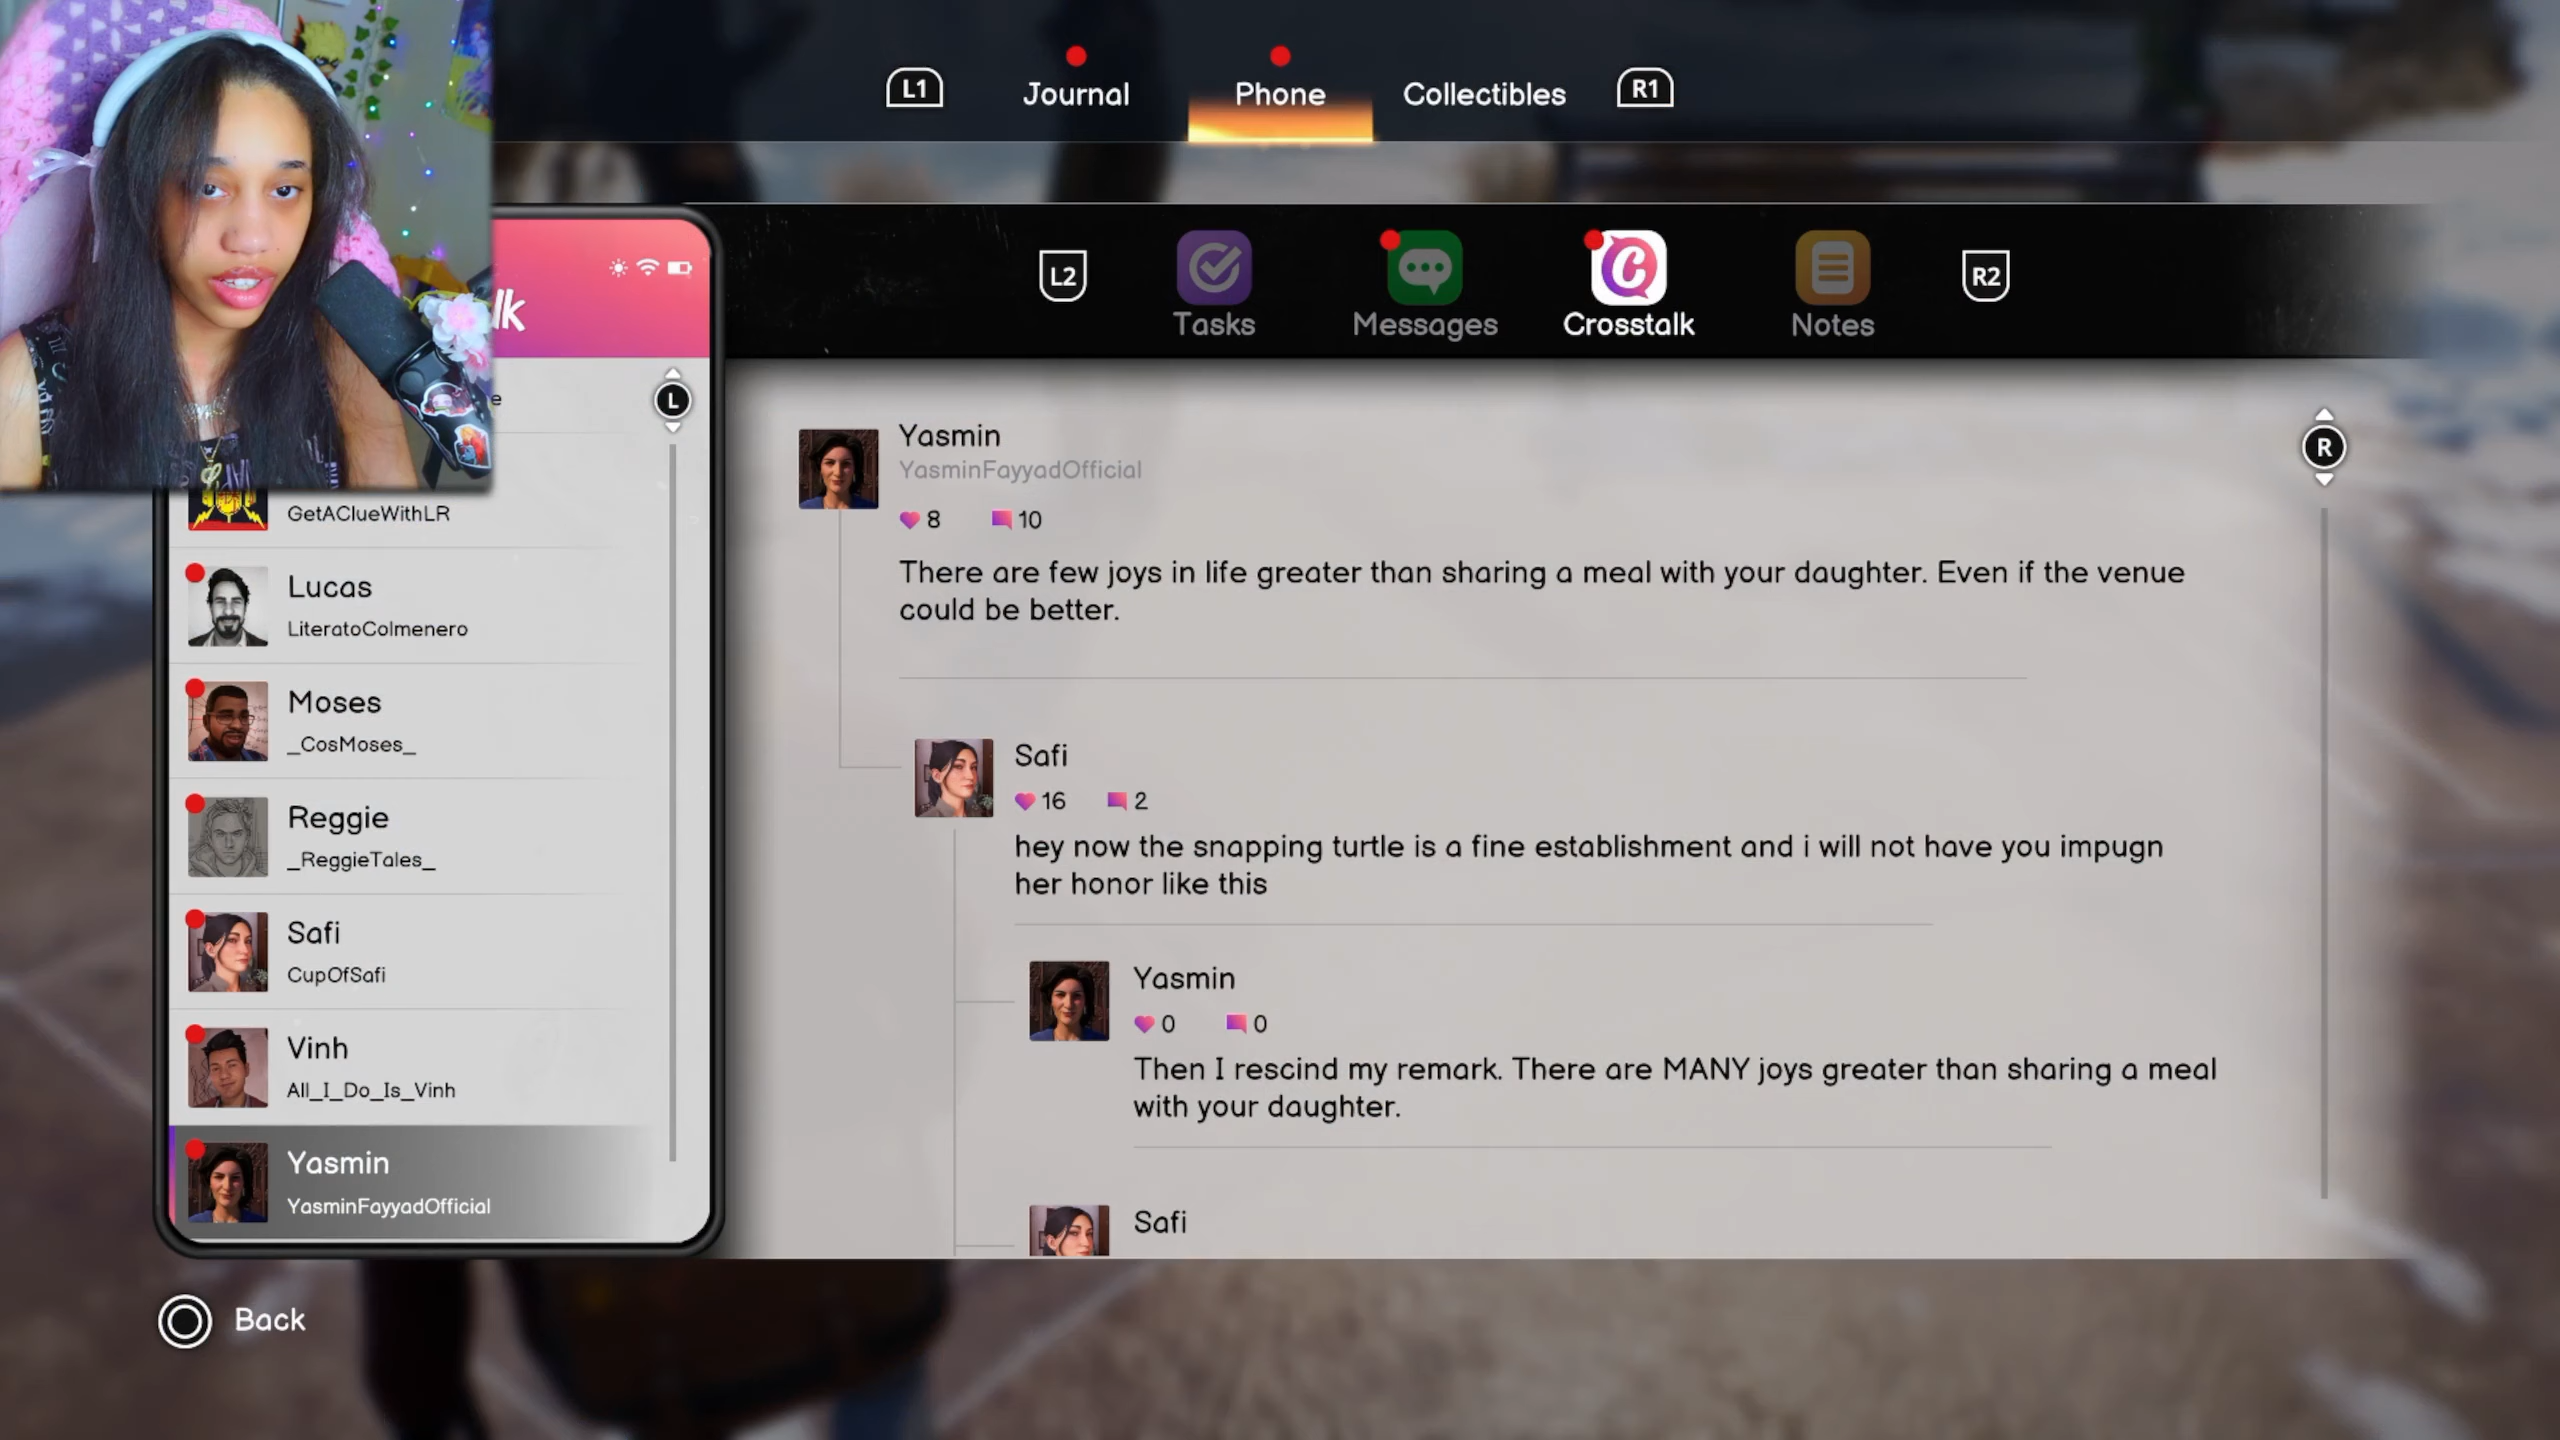 L1
Journal
Phone
Collectibles
R1
lk
L2
Tasks
Messages
Crosstalk
Notes
R2
L
e
GetAClueWithLR
Lucas
LiteratoColmenero
Moses
_CosMoses_
Reggie
_ReggieTales_
Safi
CupOfSafi
Vinh
All_I_Do_Is_Vinh
Yasmin
YasminFayyadOfficial
Yasmin
YasminFayyadOfficial
8 10
There are few joys in life greater than sharing a meal with your daughter. Even if the venue
could be better.
R
Safi
16 2
hey now the snapping turtle is a fine establishment and i will not have you impugn
her honor like this
Yasmin
0 0
Then I rescind my remark. There are MANY joys greater than sharing a meal
with your daughter.
Safi
Back